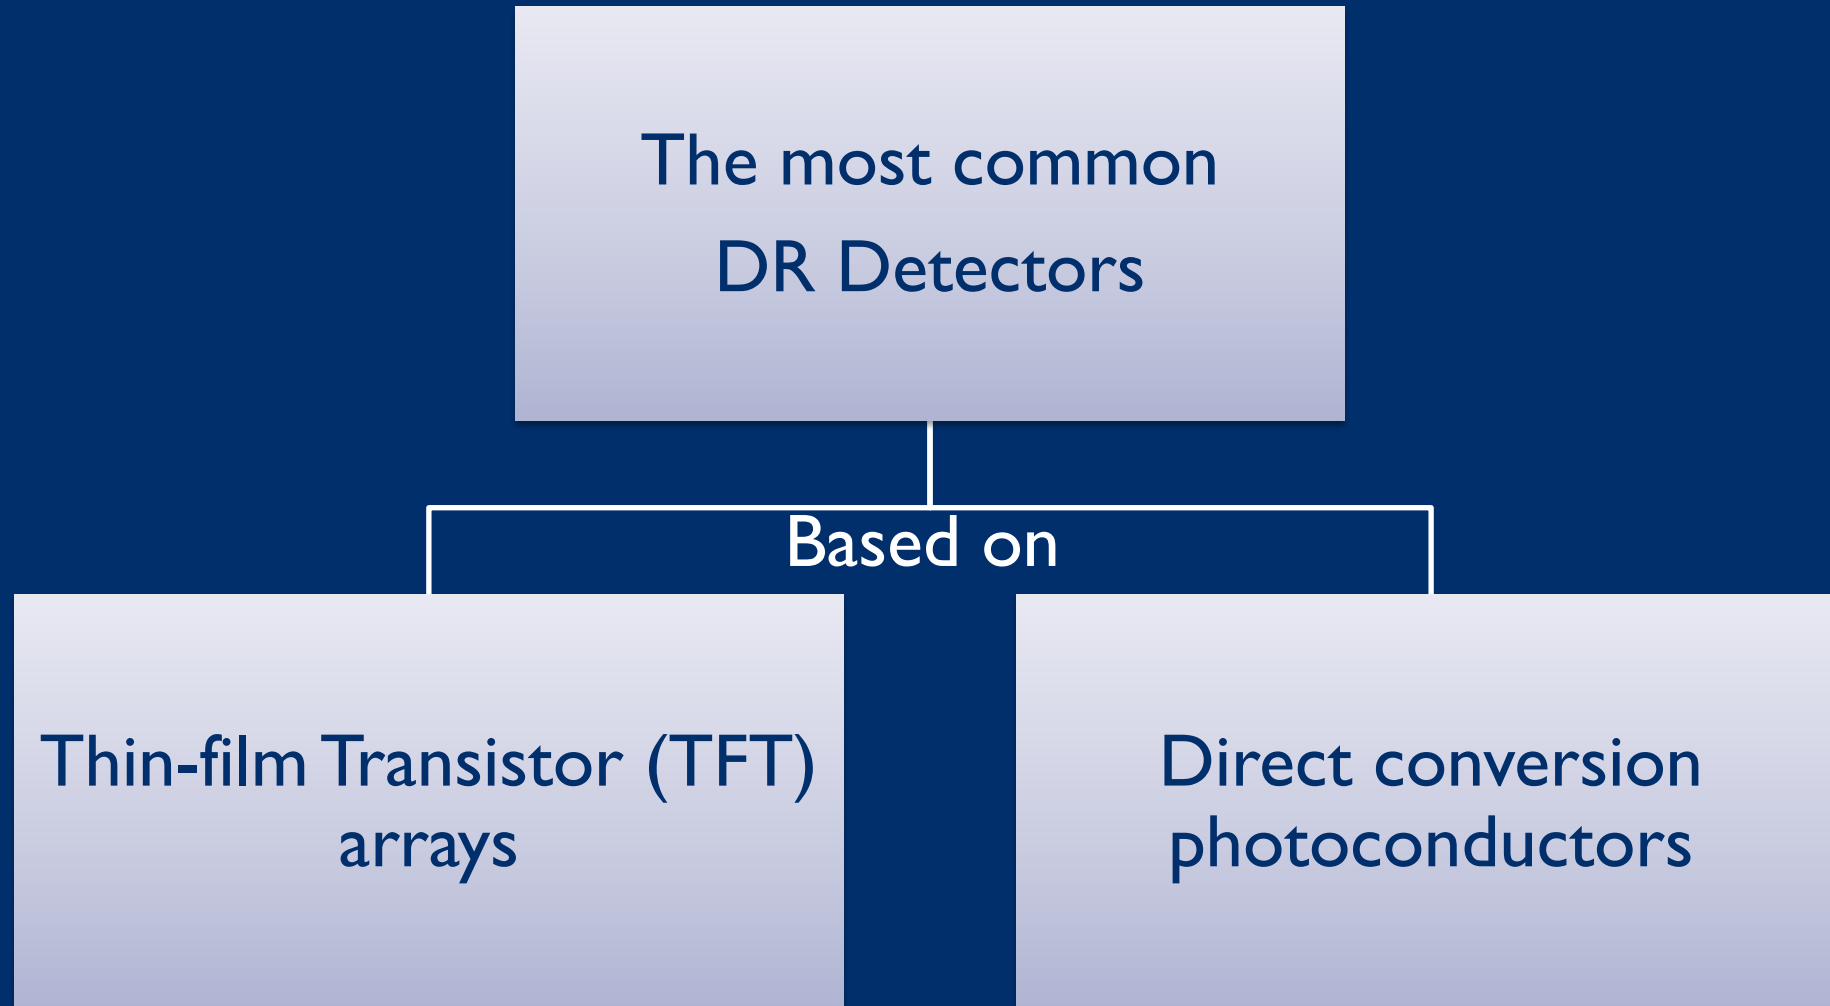 The most common
DR Detectors
Based on
Thin-film Transistor (TFT)
arrays
Direct conversion
photoconductors